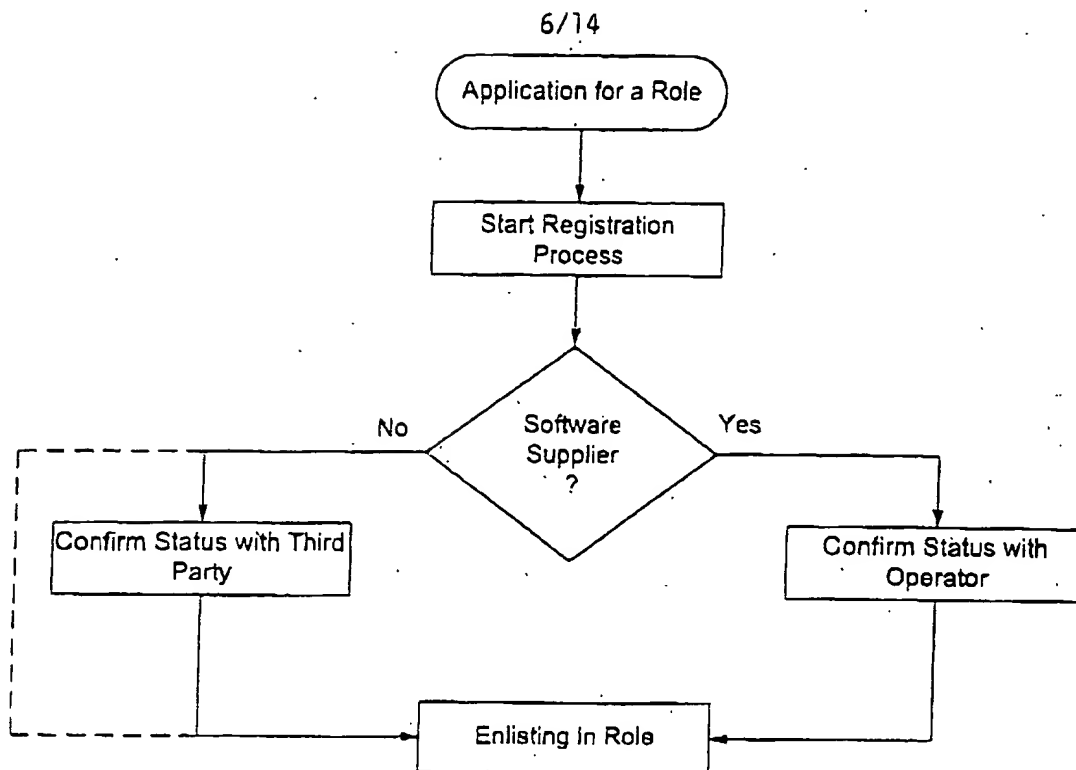 6/14
Application for a Role
Start Registration
Process
No
Software
Supplier
?
Yes
Confirm Status with Third
Party
Confirm Status with
Operator
Enlisting in Role